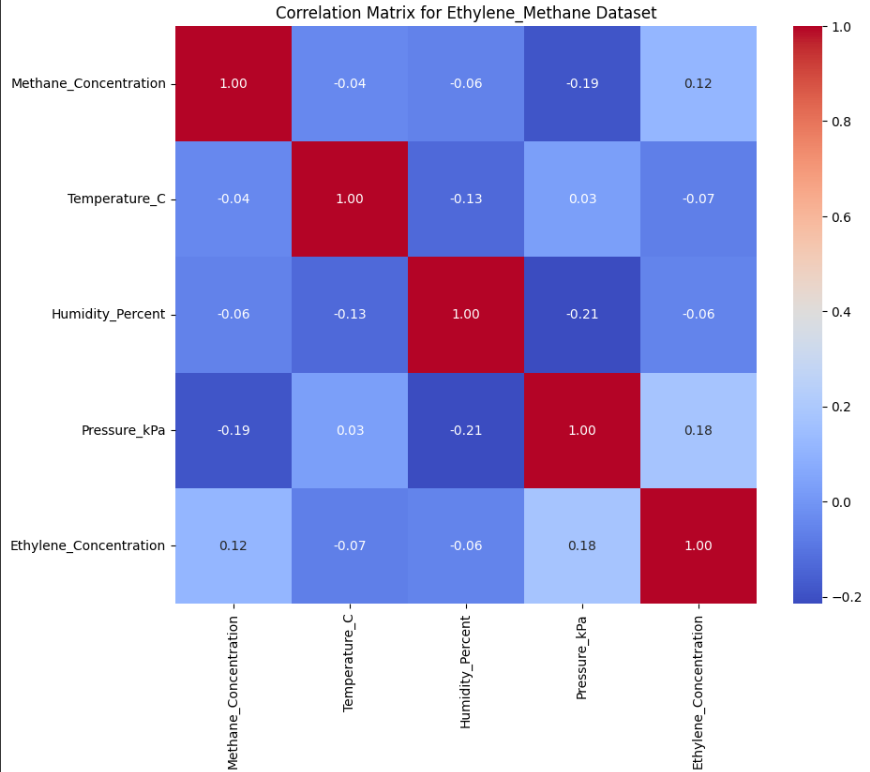 Correlation Matrix for Ethylene_Methane Dataset
Methane_Concentration
1.00 -0.04 -0.06 -0.19 0.12
Temperature_C
-0.04 1.00 -0.13 0.03 -0.07
Humidity_Percent
-0.06 -0.13 1.00 -0.21 -0.06
Pressure_kPa
-0.19 0.03 -0.21 1.00 0.18
Ethylene_Concentration
0.12 -0.07 -0.06 0.18 1.00
Methane_Concentration
Temperature_C
Humidity_Percent
Pressure_kPa
Ethylene_Concentration
1.0
0.8
0.6
0.4
0.2
0.0
−0.2